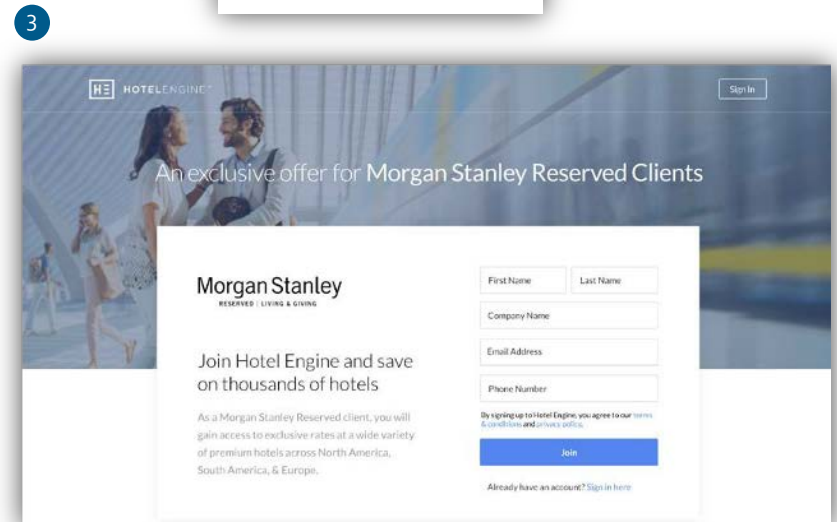 3
HE HOTELENGINE
Sign In
An exclusive offer for Morgan Stanley Reserved Clients
Morgan Stanley
RESERVED | LIVING & GIVING
Join Hotel Engine and save
on thousands of hotels
As a Morgan Stanley Reserved client, you will
gain access to exclusive rates at a wide variety
of premium hotels across North America,
South America, & Europe.
First Name Last Name
Company Name
Email Address
Phone Number
By signing up to Hotel Engine, you agree to our terms
& conditions and privacy policy.
Join
Already have an account? Sign in here